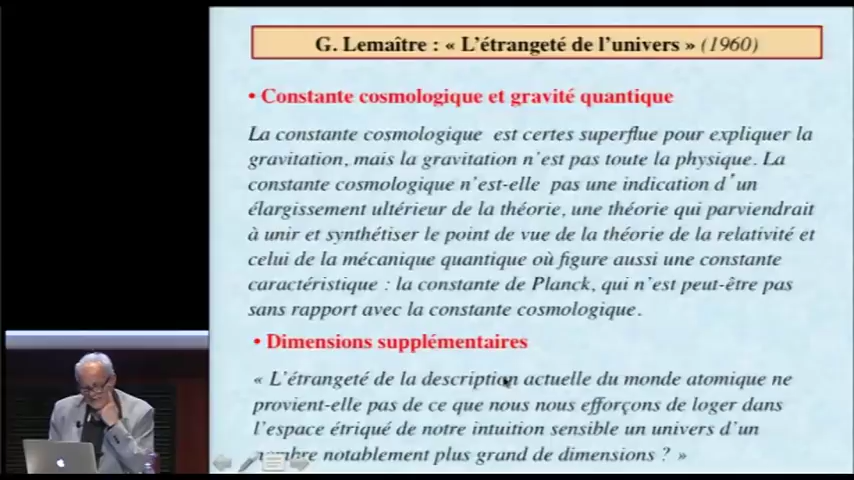 G. Lemaître : « L'étrangeté de l'univers » (1960)
• Constante cosmologique et gravité quantique
La constante cosmologique est certes superflue pour expliquer la
gravitation, mais la gravitation n'est pas toute la physique. La
constante cosmologique n'est-elle pas une indication d'un
élargissement ultérieur de la théorie, une théorie qui parviendrait
à unir et synthétiser le point de vue de la théorie de la relativité et
celui de la mécanique quantique où figure aussi une constante
caractéristique : la constante de Planck, qui n'est peut-être pas
sans rapport avec la constante cosmologique.
• Dimensions supplémentaires
« L'étrangeté de la description actuelle du monde atomique ne
provient-elle pas de ce que nous nous efforçons de loger dans
l'espace étriqué de notre intuition sensible un univers d'un
nombre notablement plus grand de dimensions ? »